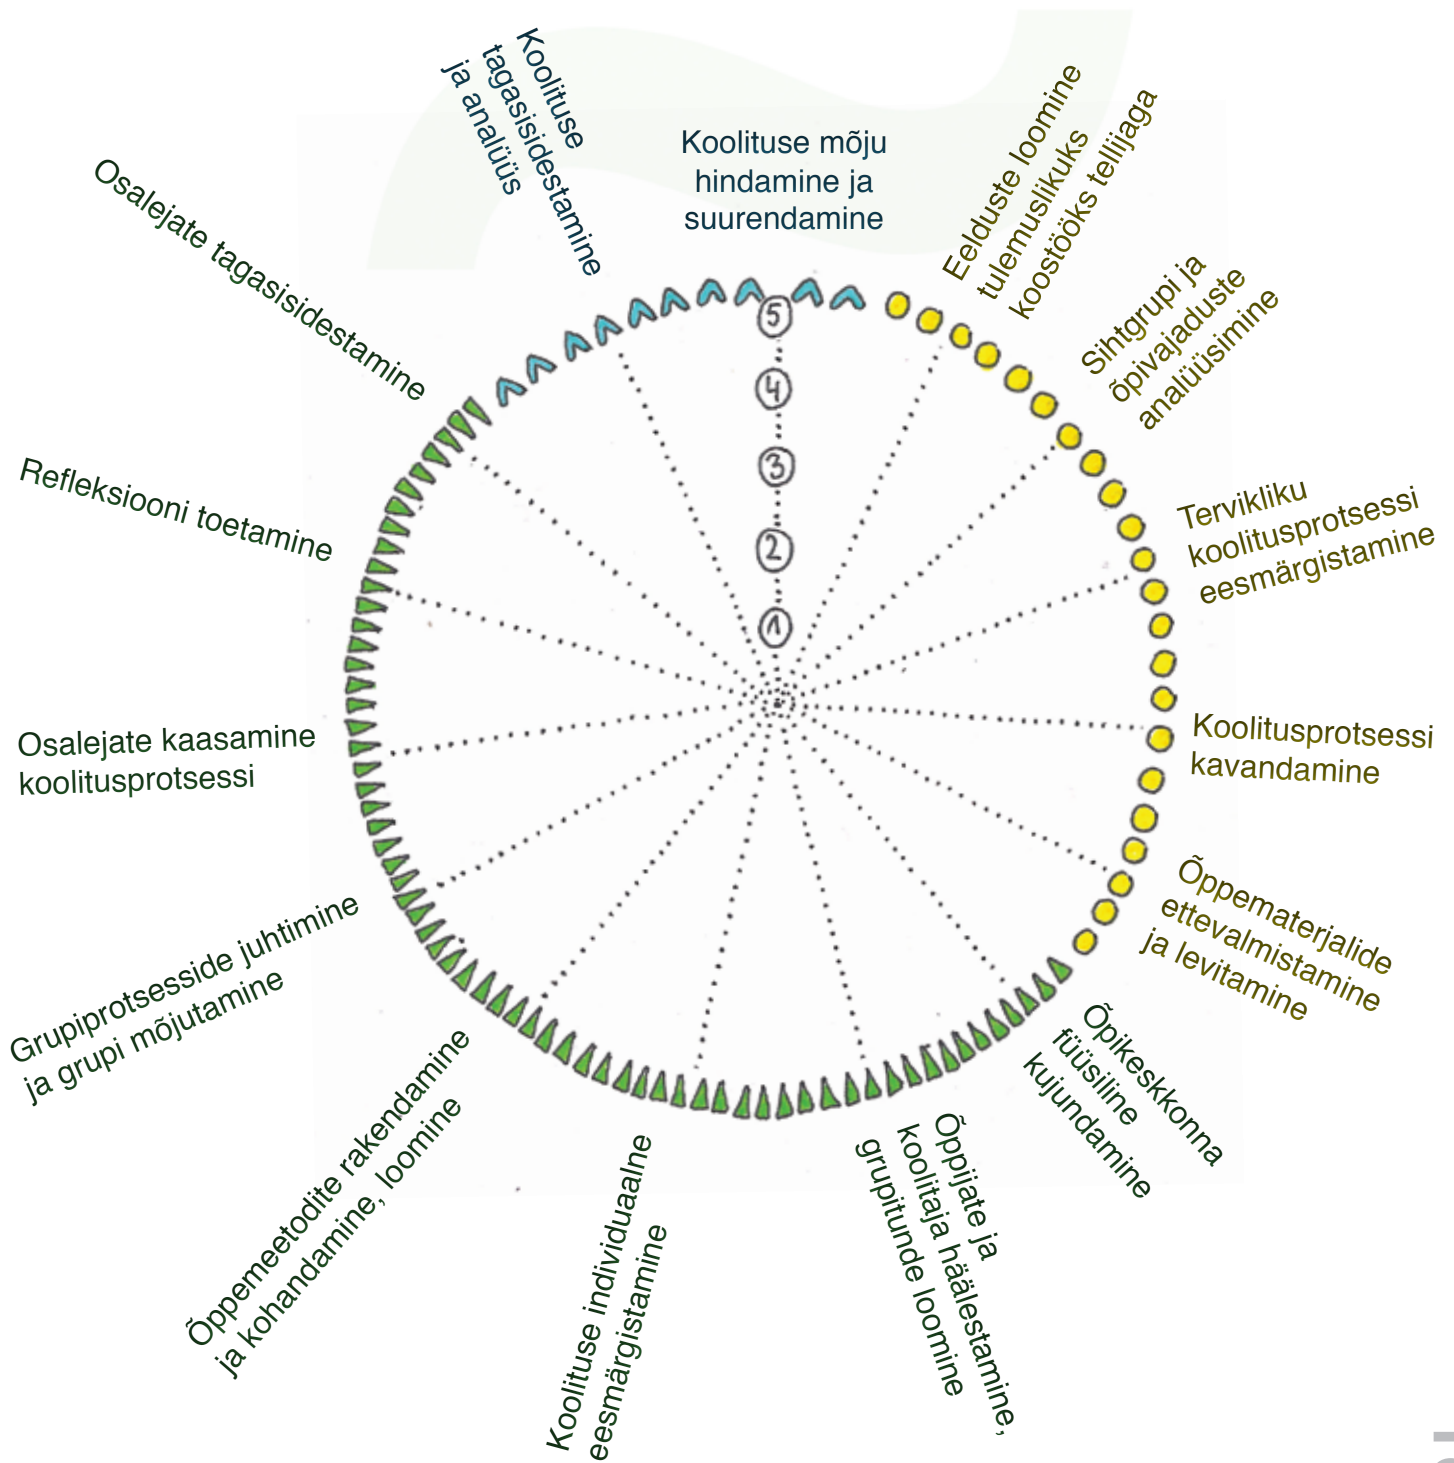 Koolituse mõju
hindamine ja
suurendamine
Eelduste loomine
tulemuslikuks
koostööks tellijaga
Sihtgrupi ja
õpivajaduste
analüüsimine
Tervikliku
koolitusprotsessi
eesmärgistamine
Koolitusprotsessi
kavandamine
Õppematerjalide
ettevalmistamine
ja levitamine
Õpikeskkonna
füüsiline
kujundamine
Õppijate ja
koolitaja häälestamine,
grupitunde loomine
Koolituse individuaalne
eesmärgistamine
Õppemeetodite rakendamine
ja kohandamine, loomine
Grupiprotsesside juhtimine
ja grupi mõjutamine
Osalejate kaasamine
koolitusprotsessi
Refleksiooni toetamine
Osalejate tagasisidestamine
Koolituse
tagasisidestamine
ja analüüs
5
4
3
2
1